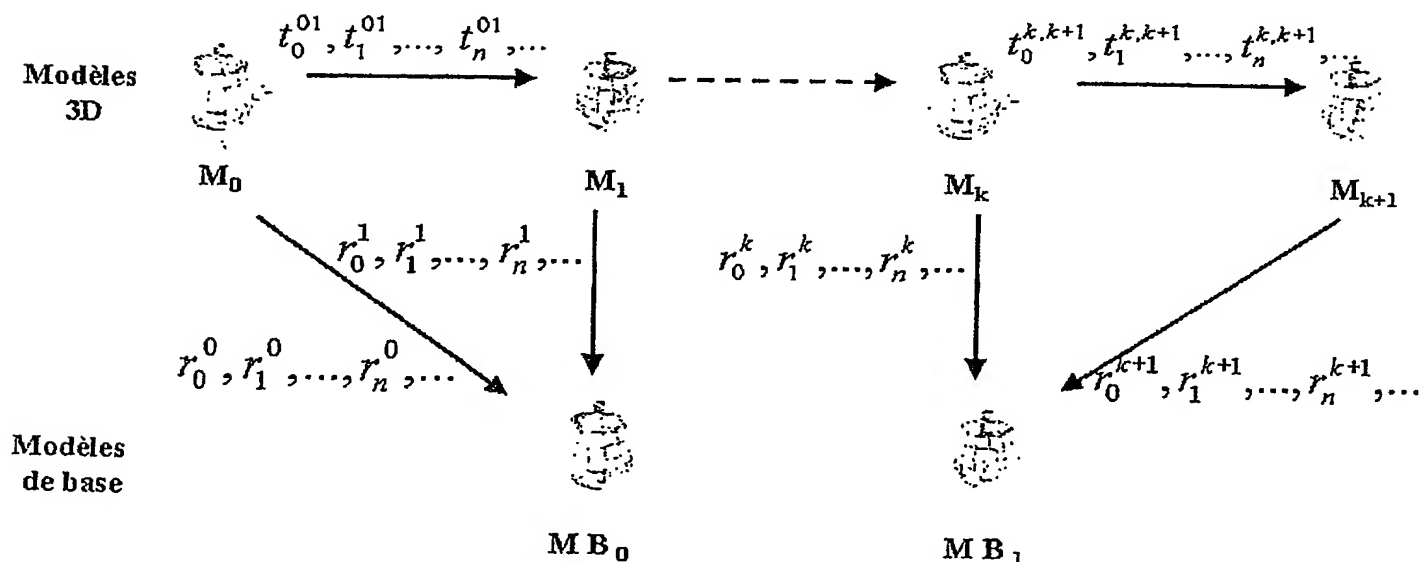 t_0^{01}, t_1^{01}, ..., t_n^{01}, ...
t_0^{k,k+1}, t_1^{k,k+1}, ..., t_n^{k,k+1}, ...
Modèles
3D
M_0
M_1
M_k
M_{k+1}
r_0^1, r_1^1, ..., r_n^1, ...
r_0^k, r_1^k, ..., r_n^k, ...
r_0^0, r_1^0, ..., r_n^0, ...
r_0^{k+1}, r_1^{k+1}, ..., r_n^{k+1}, ...
Modèles
de base
M B_0
M B_1